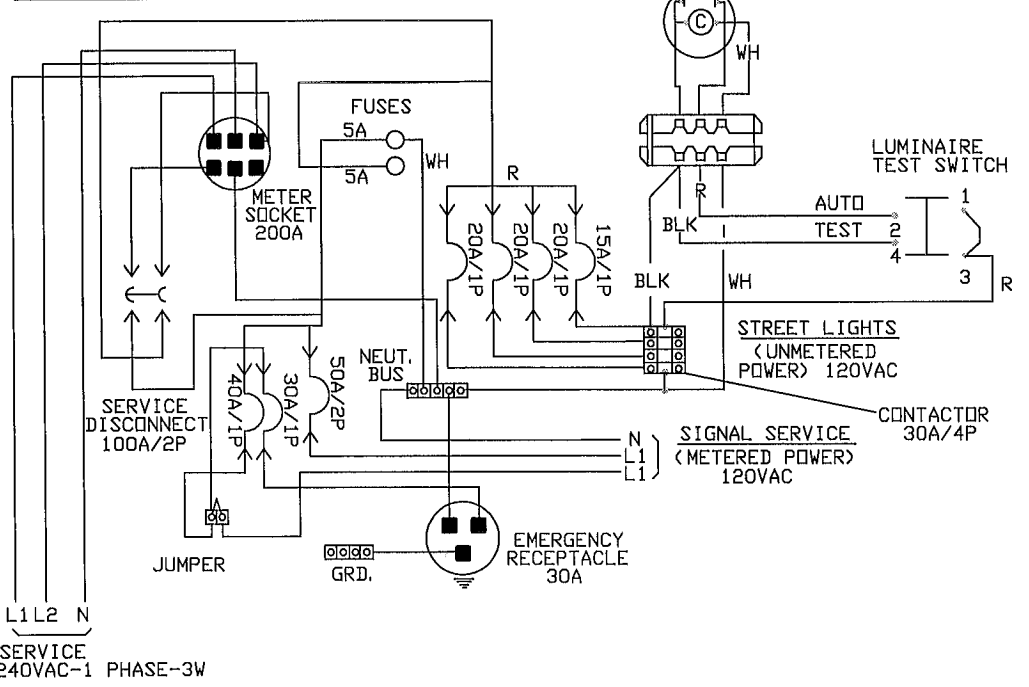 C
WH
FUSES
5A
5A
WH
R
METER
SOCKET
200A
LUMINAIRE
TEST SWITCH
R
AUTO
TEST
BLK
1
2
4
3
R
20A/1P
20A/1P
20A/1P
15A/1P
BLK
WH
STREET LIGHTS
(UNMETERED
POWER) 120VAC
NEUT.
BUS
SERVICE
DISCONNECT
100A/2P
40A/1P
30A/1P
50A/2P
CONTACTOR
30A/4P
N
L1
L1
SIGNAL SERVICE
(METERED POWER)
120VAC
JUMPER
GRD.
EMERGENCY
RECEPTACLE
30A
L1 L2 N
SERVICE
240VAC-1 PHASE-3W